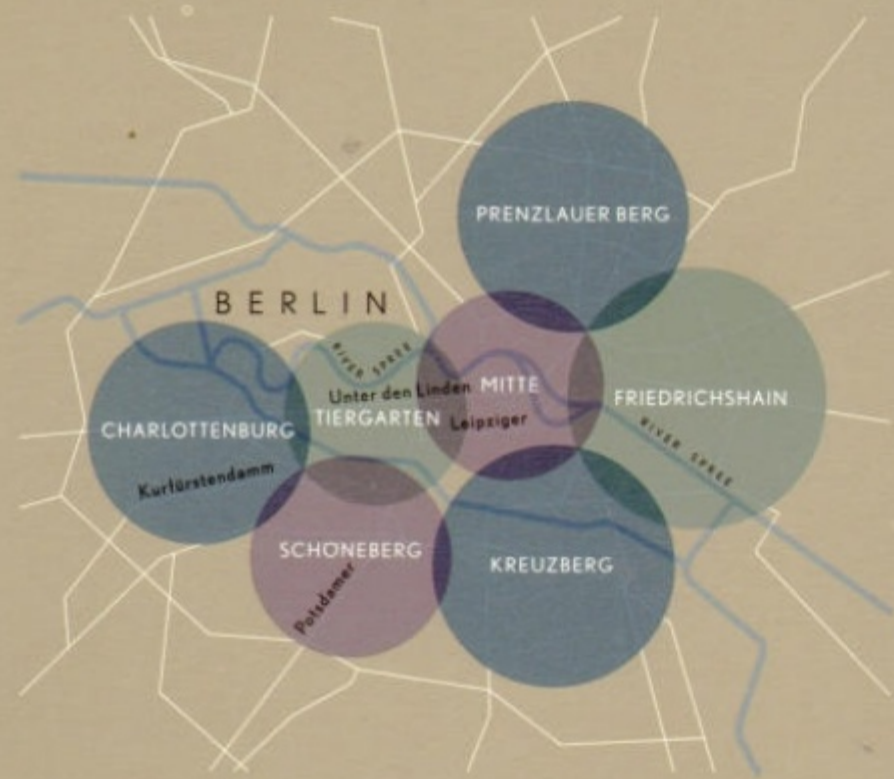 PRENZLAUER BERG
BERLIN
RIVER SPREE
Unter den Linden
MITTE
FRIEDRICHSHAIN
TIERGARTEN
Leipziger
CHARLOTTENBURG
RIVER SPREE
Kurfürstendamm
SCHÖNEBERG
KREUZBERG
Potsdamer